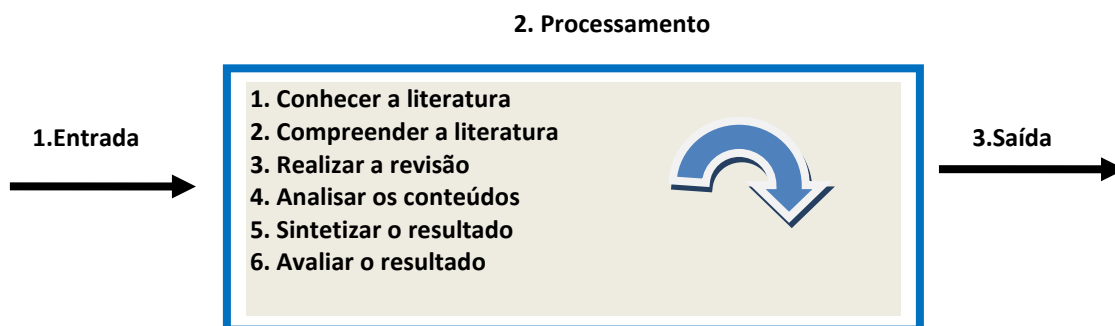 2. Processamento
1. Conhecer a literatura
2. Compreender a literatura
3. Realizar a revisão
4. Analisar os conteúdos
5. Sintetizar o resultado
6. Avaliar o resultado
1.Entrada
3.Saída